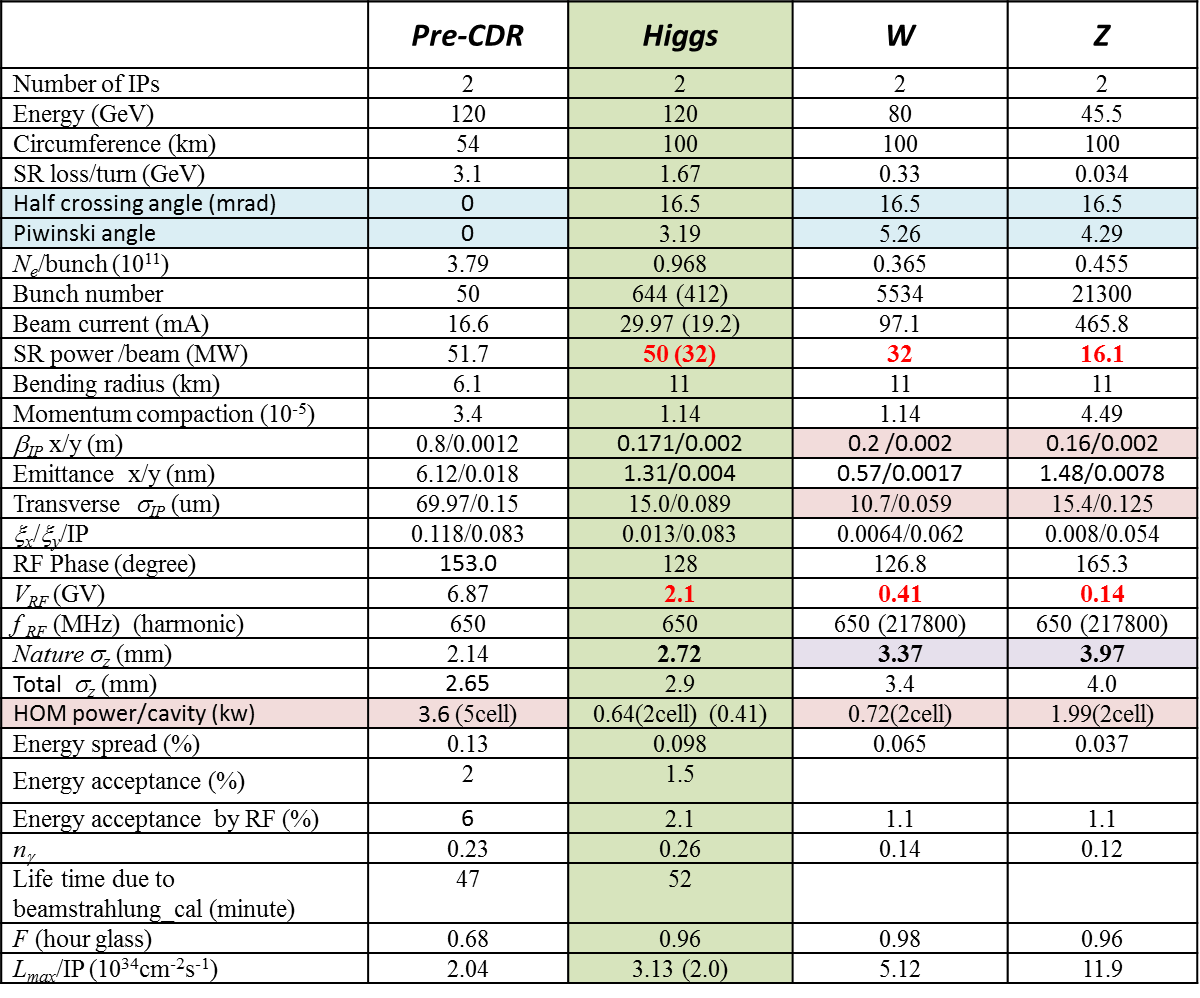 Pre-CDR Higgs W Z
Number of IPs 2 2 2 2
Energy (GeV) 120 120 80 45.5
Circumference (km) 54 100 100 100
SR loss/turn (GeV) 3.1 1.67 0.33 0.034
Half crossing angle (mrad) 0 16.5 16.5 16.5
Piwinski angle 0 3.19 5.26 4.29
Ne/bunch (10¹¹) 3.79 0.968 0.365 0.455
Bunch number 50 644 (412) 5534 21300
Beam current (mA) 16.6 29.97 (19.2) 97.1 465.8
SR power /beam (MW) 51.7 50 (32) 32 16.1
Bending radius (km) 6.1 11 11 11
Momentum compaction (10⁻⁵) 3.4 1.14 1.14 4.49
βIP x/y (m) 0.8/0.0012 0.171/0.002 0.2 /0.002 0.16/0.002
Emittance x/y (nm) 6.12/0.018 1.31/0.004 0.57/0.0017 1.48/0.0078
Transverse σIP (um) 69.97/0.15 15.0/0.089 10.7/0.059 15.4/0.125
ξx/ξy/IP 0.118/0.083 0.013/0.083 0.0064/0.062 0.008/0.054
RF Phase (degree) 153.0 128 126.8 165.3
VRF (GV) 6.87 2.1 0.41 0.14
f RF (MHz) (harmonic) 650 650 650 (217800) 650 (217800)
Nature σz (mm) 2.14 2.72 3.37 3.97
Total σz (mm) 2.65 2.9 3.4 4.0
HOM power/cavity (kw) 3.6 (5cell) 0.64(2cell) (0.41) 0.72(2cell) 1.99(2cell)
Energy spread (%) 0.13 0.098 0.065 0.037
Energy acceptance (%) 2 1.5
Energy acceptance by RF (%) 6 2.1 1.1 1.1
nγ 0.23 0.26 0.14 0.12
Life time due to
beamstrahlung_cal (minute) 47 52
F (hour glass) 0.68 0.96 0.98 0.96
Lmax/IP (10³⁴cm⁻²s⁻¹) 2.04 3.13 (2.0) 5.12 11.9